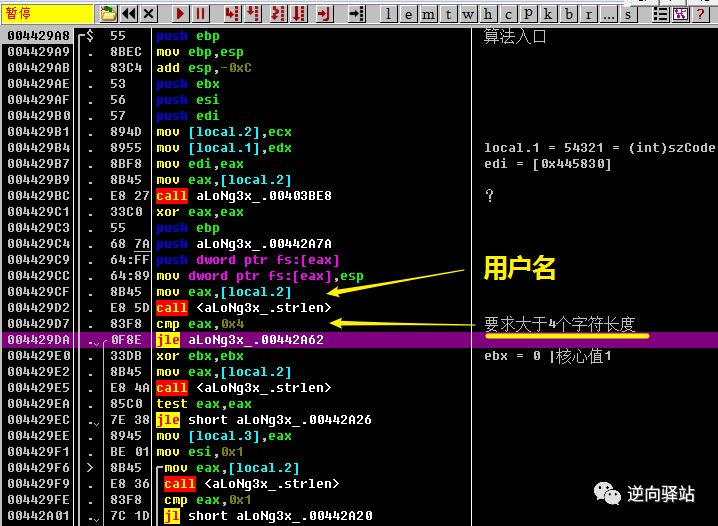 暂停 l e m t w h c p k b r ... s ?
004429A8 $ 55 push ebp 算法入口
004429A9 . 8BEC mov ebp,esp
004429AB . 83C4 add esp,-0xC
004429AE . 53 push ebx
004429AF . 56 push esi
004429B0 . 57 push edi
004429B1 . 894D mov [local.2],ecx
004429B4 . 8955 mov [local.1],edx local.1 = 54321 = (int)szCode
004429B7 . 8BF8 mov edi,eax edi = [0x445830]
004429B9 . 8B45 mov eax,[local.2]
004429BC . E8 27 call aLoNg3x_.00403BE8 ?
004429C1 . 33C0 xor eax,eax
004429C3 . 55 push ebp
004429C4 . 68 7A push aLoNg3x_.00442A7A
004429C9 . 64:FF push dword ptr fs:[eax]
004429CC . 64:89 mov dword ptr fs:[eax],esp
用户名
004429CF . 8B45 mov eax,[local.2]
004429D2 . E8 5D call <aLoNg3x_.strlen>
004429D7 . 83F8 cmp eax,0x4 要求大于4个字符长度
004429DA . 0F8E jle aLoNg3x_.00442A62
004429E0 . 33DB xor ebx,ebx ebx = 0 |核心值1
004429E2 . 8B45 mov eax,[local.2]
004429E5 . E8 4A call <aLoNg3x_.strlen>
004429EA . 85C0 test eax,eax
004429EC . 7E 38 jle short aLoNg3x_.00442A26
004429EE . 8945 mov [local.3],eax
004429F1 . BE 01 mov esi,0x1
004429F6 > 8B45 mov eax,[local.2]
004429F9 . E8 36 call <aLoNg3x_.strlen>
004429FE . 83F8 cmp eax,0x1
00442A01 . 7C 1D jl short aLoNg3x_.00442A20
逆向驿站